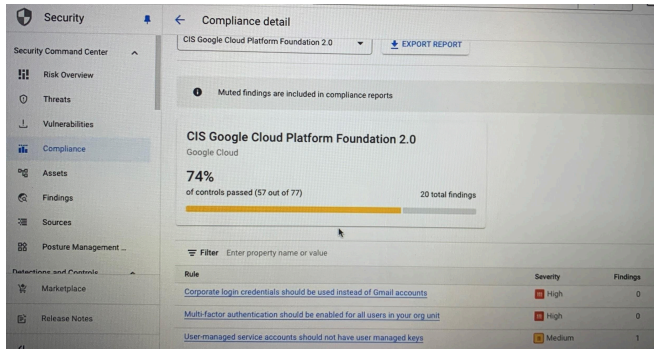 Security
Compliance detail
Security Command Center
Risk Overview
Threats
Vulnerabilities
Compliance
Assets
Findings
Sources
Posture Management ...
Detections and Controls
Marketplace
Release Notes
CIS Google Cloud Platform Foundation 2.0
EXPORT REPORT
Muted findings are included in compliance reports
CIS Google Cloud Platform Foundation 2.0
Google Cloud
74%
of controls passed (57 out of 77) 20 total findings
Filter Enter property name or value
Rule Severity Findings
Corporate login credentials should be used instead of Gmail accounts High 0
Multi-factor authentication should be enabled for all users in your org unit High 0
User-managed service accounts should not have user managed keys Medium 1